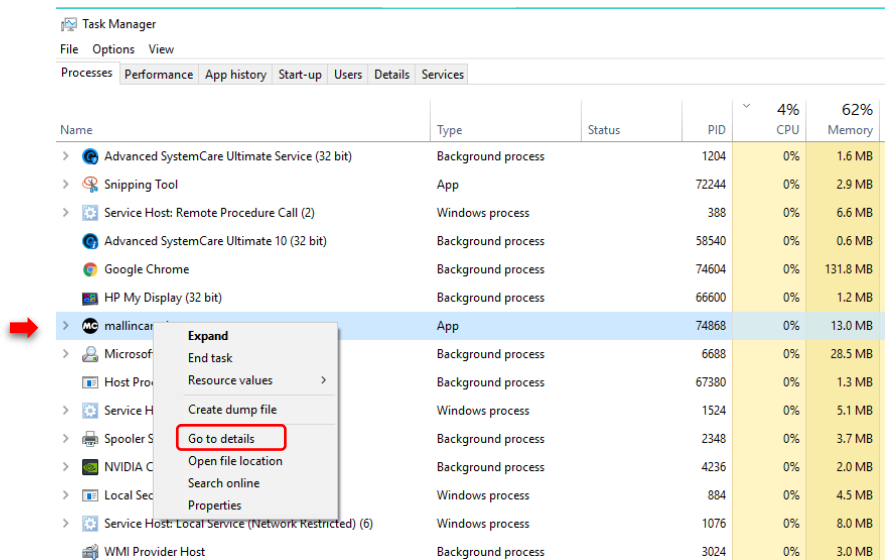 Task Manager
File Options View
Processes Performance App history Start-up Users Details Services
4% 62%
Name Type Status PID CPU Memory
Advanced SystemCare Ultimate Service (32 bit) Background process 1204 0% 1.6 MB
Snipping Tool App 72244 0% 2.9 MB
Service Host: Remote Procedure Call (2) Windows process 388 0% 6.6 MB
Advanced SystemCare Ultimate 10 (32 bit) Background process 58540 0% 0.6 MB
Google Chrome Background process 74604 0% 131.8 MB
HP My Display (32 bit) Background process 66600 0% 1.2 MB
MC App 74868 0% 13.0 MB
Expand
Background process 6688 0% 28.5 MB
End task
Host Background process 67380 0% 1.3 MB
Resource values
Service Windows process 1524 0% 5.1 MB
Create dump file
Spooler Background process 2348 0% 3.7 MB
Go to details
NVIDIA Background process 4236 0% 2.0 MB
Open file location
Search online
Local Windows process 884 0% 4.5 MB
Properties
Service Host: Local Service (Network Restricted) (6) Windows process 1076 0% 8.0 MB
WMI Provider Host Background process 3024 0% 3.0 MB